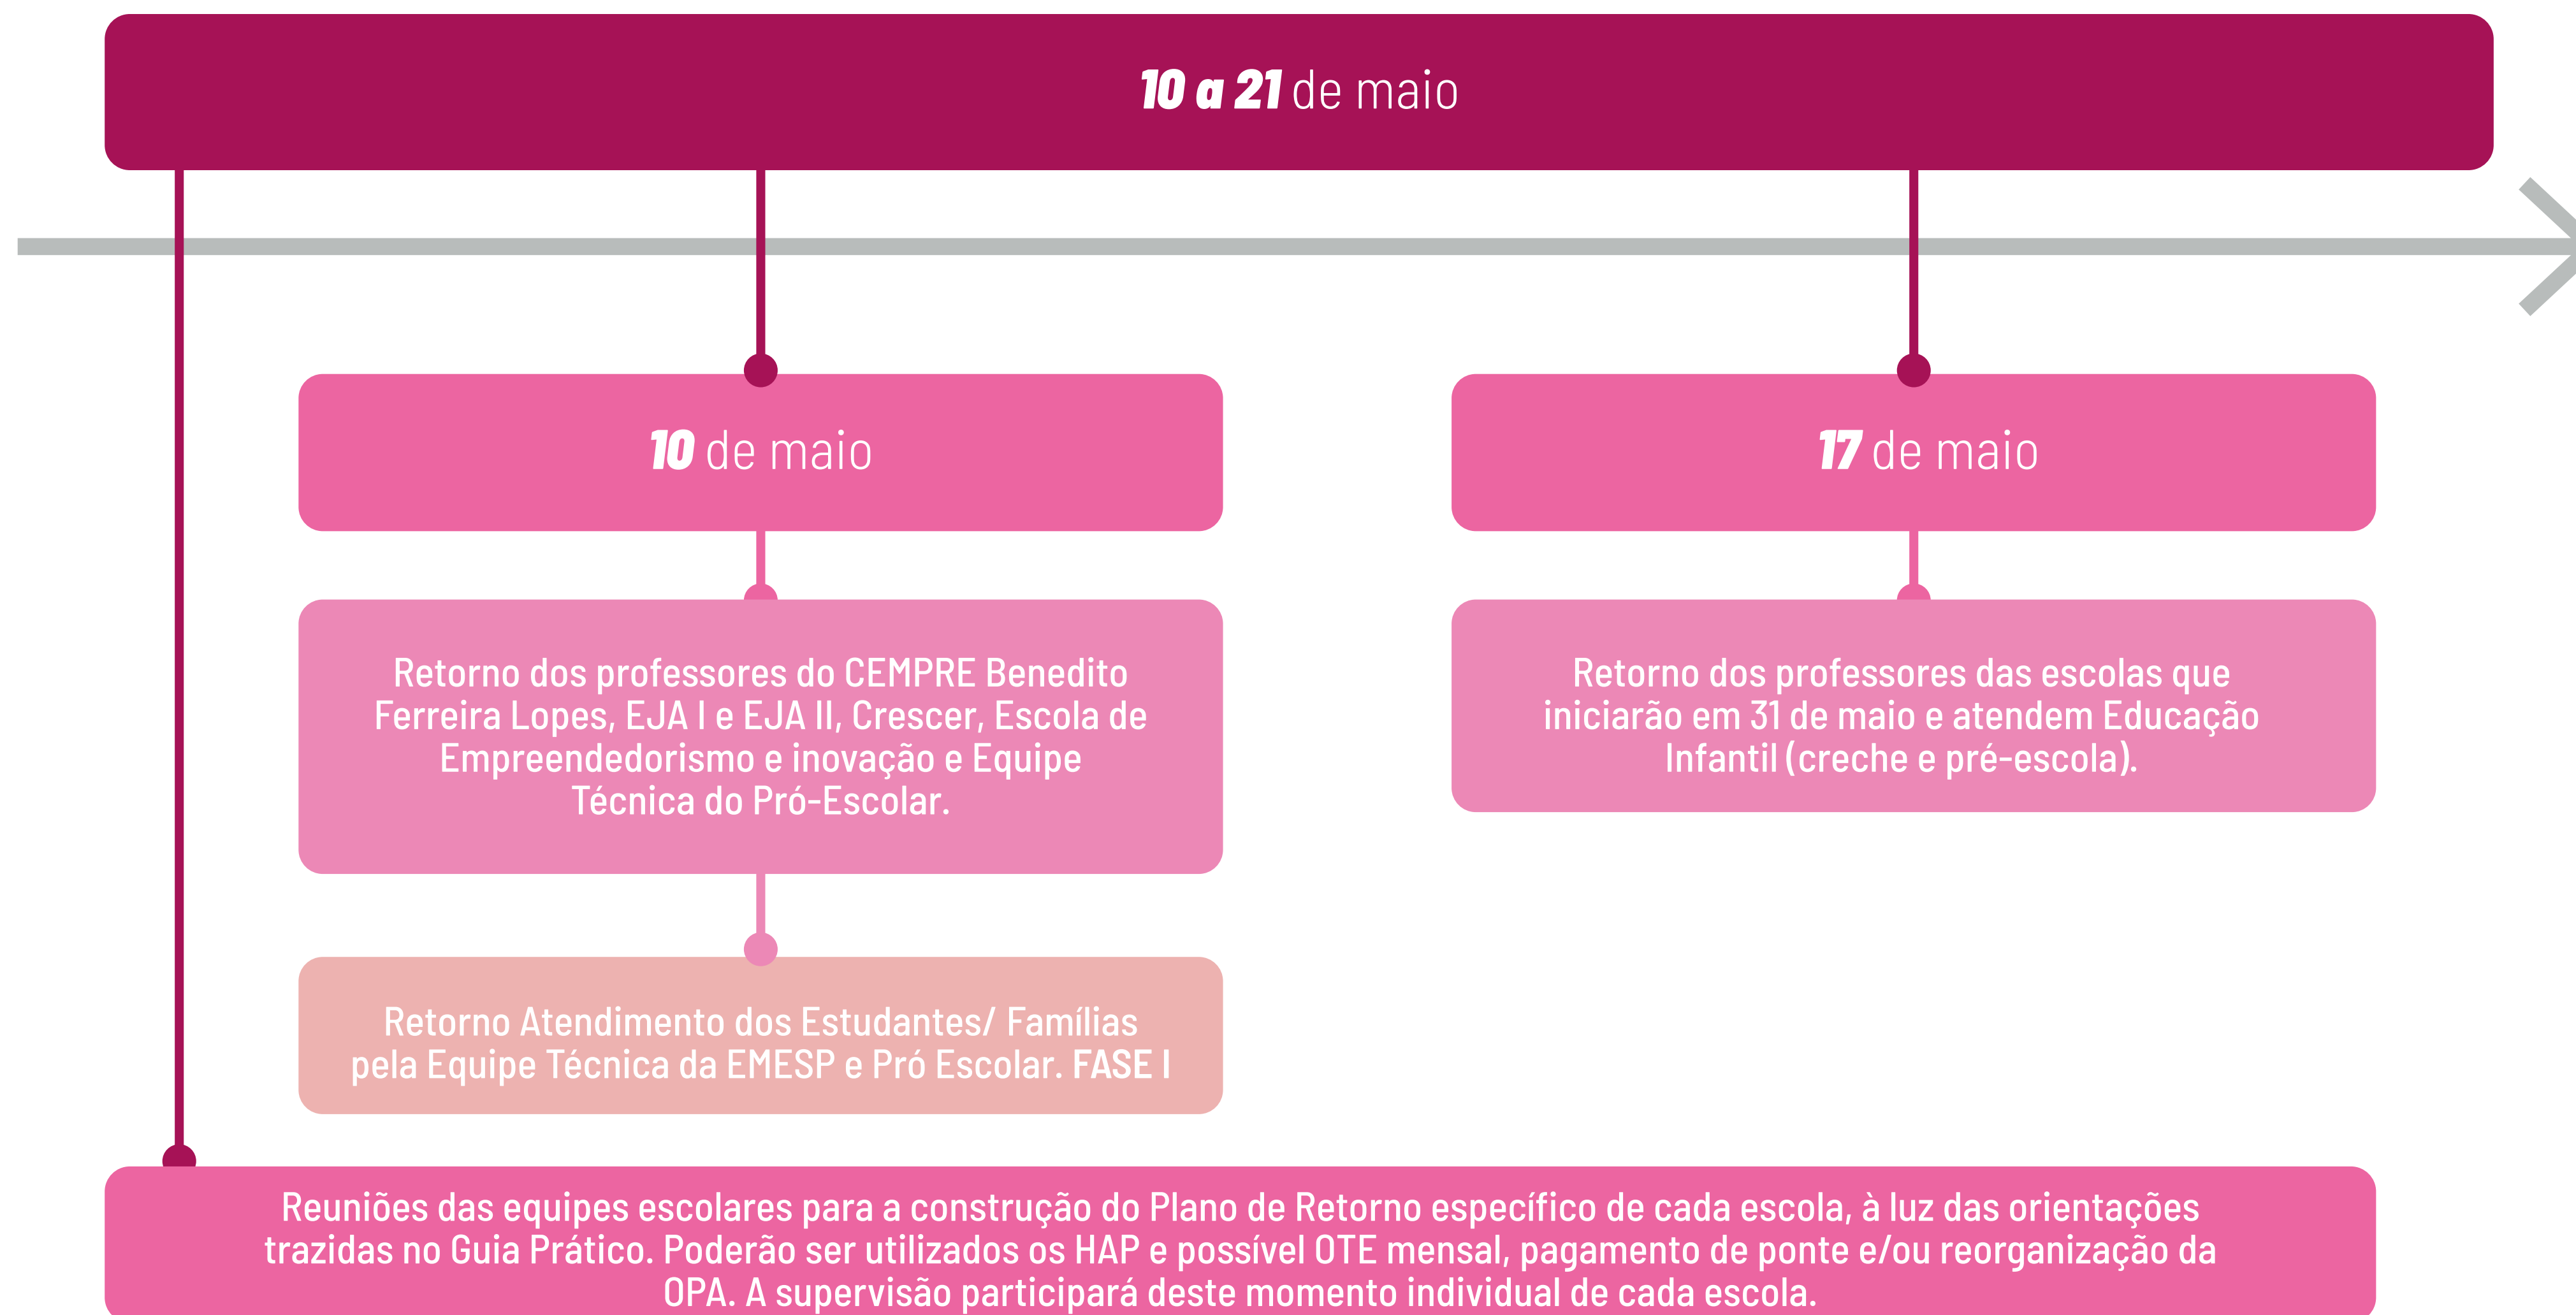 10 a 21 de maio
10 de maio
Retorno dos professores do CEMPRE Benedito
Ferreira Lopes, EJA I e EJA II, Crescer, Escola de
Empreendedorismo e inovação e Equipe
Técnica do Pró-Escolar.
Retorno Atendimento dos Estudantes/ Famílias
pela Equipe Técnica da EMESP e Pró Escolar. FASE I
17 de maio
Retorno dos professores das escolas que
iniciarão em 31 de maio e atendem Educação
Infantil (creche e pré-escola).
Reuniões das equipes escolares para a construção do Plano de Retorno específico de cada escola, à luz das orientações
trazidas no Guia Prático. Poderão ser utilizados os HAP e possível OTE mensal, pagamento de ponte e/ou reorganização da
OPA. A supervisão participará deste momento individual de cada escola.